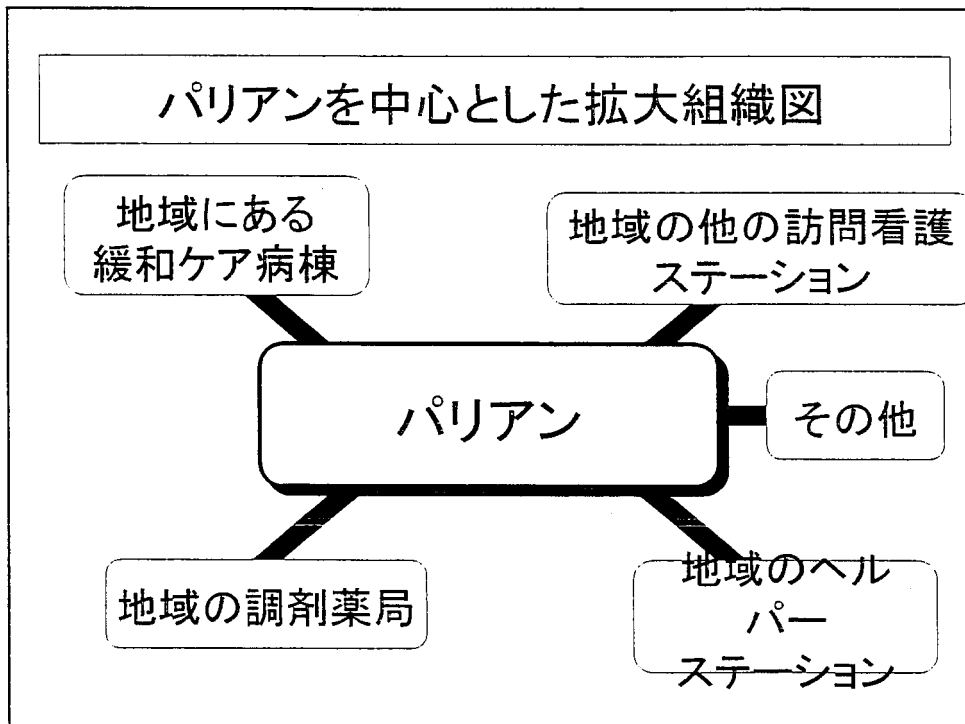 パリアンを中心とした拡大組織図
地域にある
緩和ケア病棟
地域の他の訪問看護
ステーション
パリアン
その他
地域の調剤薬局
地域のヘル
パー
ステーション